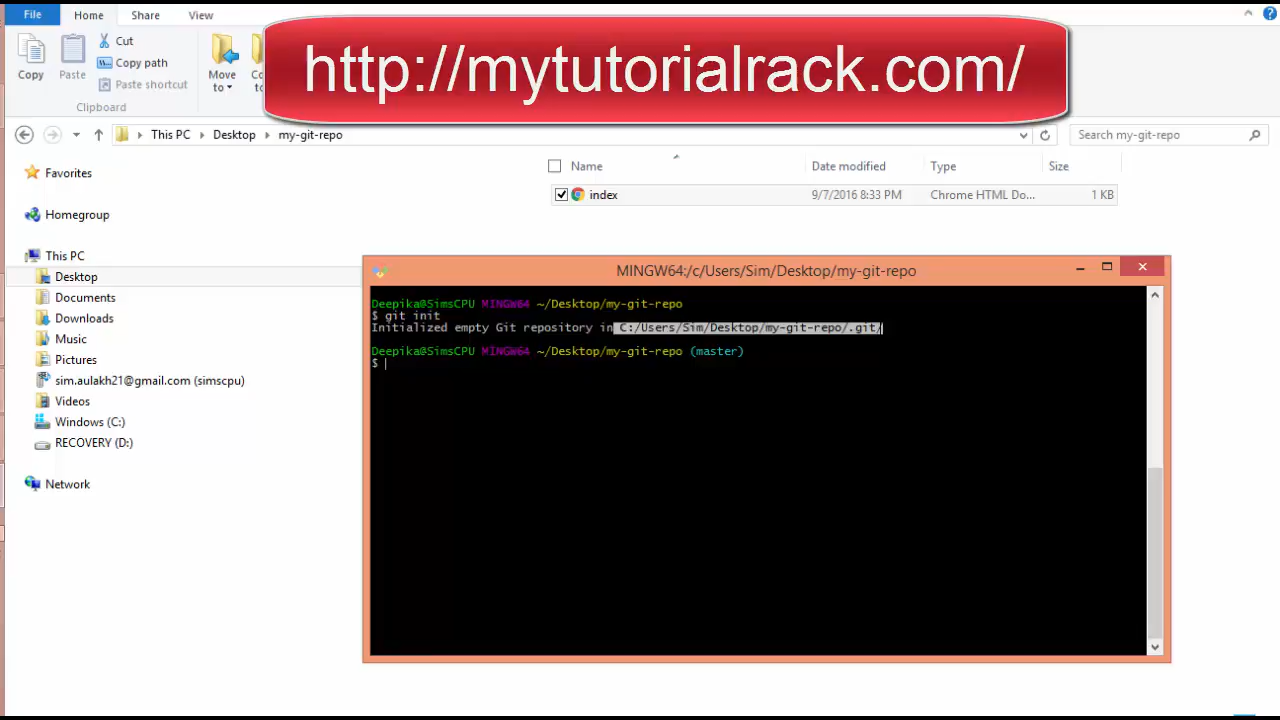 File Home Share View
http://mytutorialrack.com/
Copy
Paste
Cut
Copy path
Paste shortcut
Move
to
Clipboard
This PC Desktop my-git-repo
Search my-git-repo
Name Date modified Type Size
index 9/7/2016 8:33 PM Chrome HTML Do... 1 KB
Favorites
Homegroup
This PC
Desktop
Documents
Downloads
Music
Pictures
sim.aulakh21@gmail.com (simscpu)
Videos
Windows (C:)
RECOVERY (D:)
Network
MINGW64:/c/Users/Sim/Desktop/my-git-repo
Deepika@SimsCPU MINGW64 ~/Desktop/my-git-repo
$ git init
Initialized empty Git repository in C:/Users/Sim/Desktop/my-git-repo/.git/
Deepika@SimsCPU MINGW64 ~/Desktop/my-git-repo (master)
$